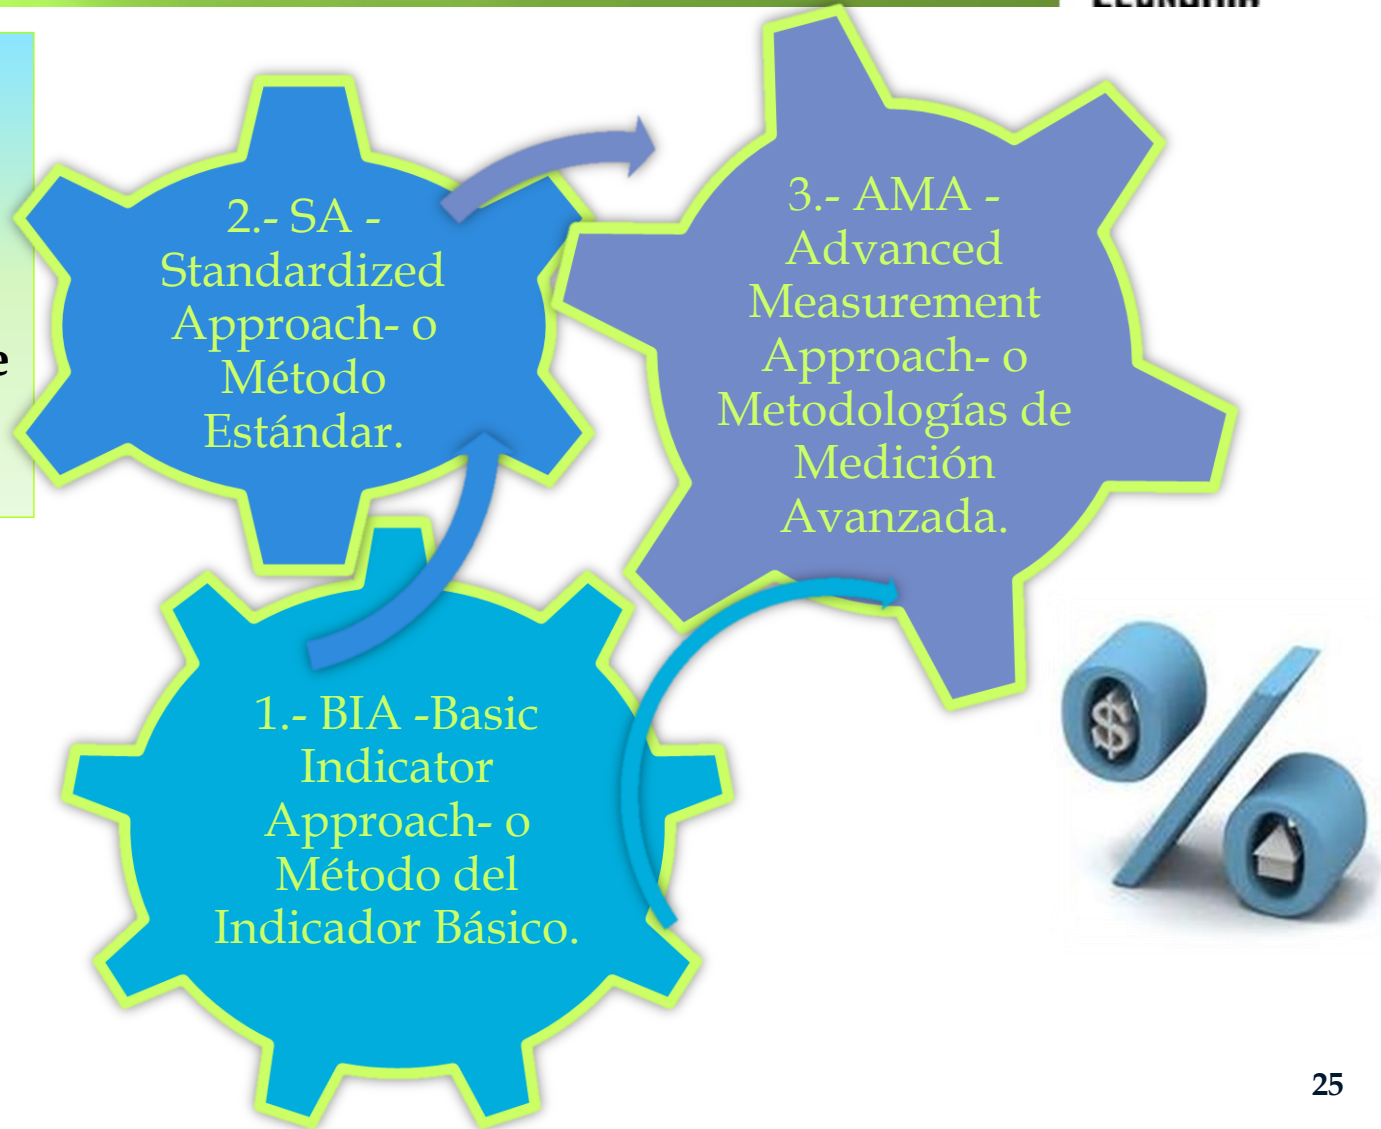 2.- SA -
Standardized
Approach- o
Método
Estándar.
3.- AMA -
Advanced
Measurement
Approach- o
Metodologías de
Medición
Avanzada.
1.- BIA -Basic
Indicator
Approach- o
Método del
Indicador Básico.
$
25